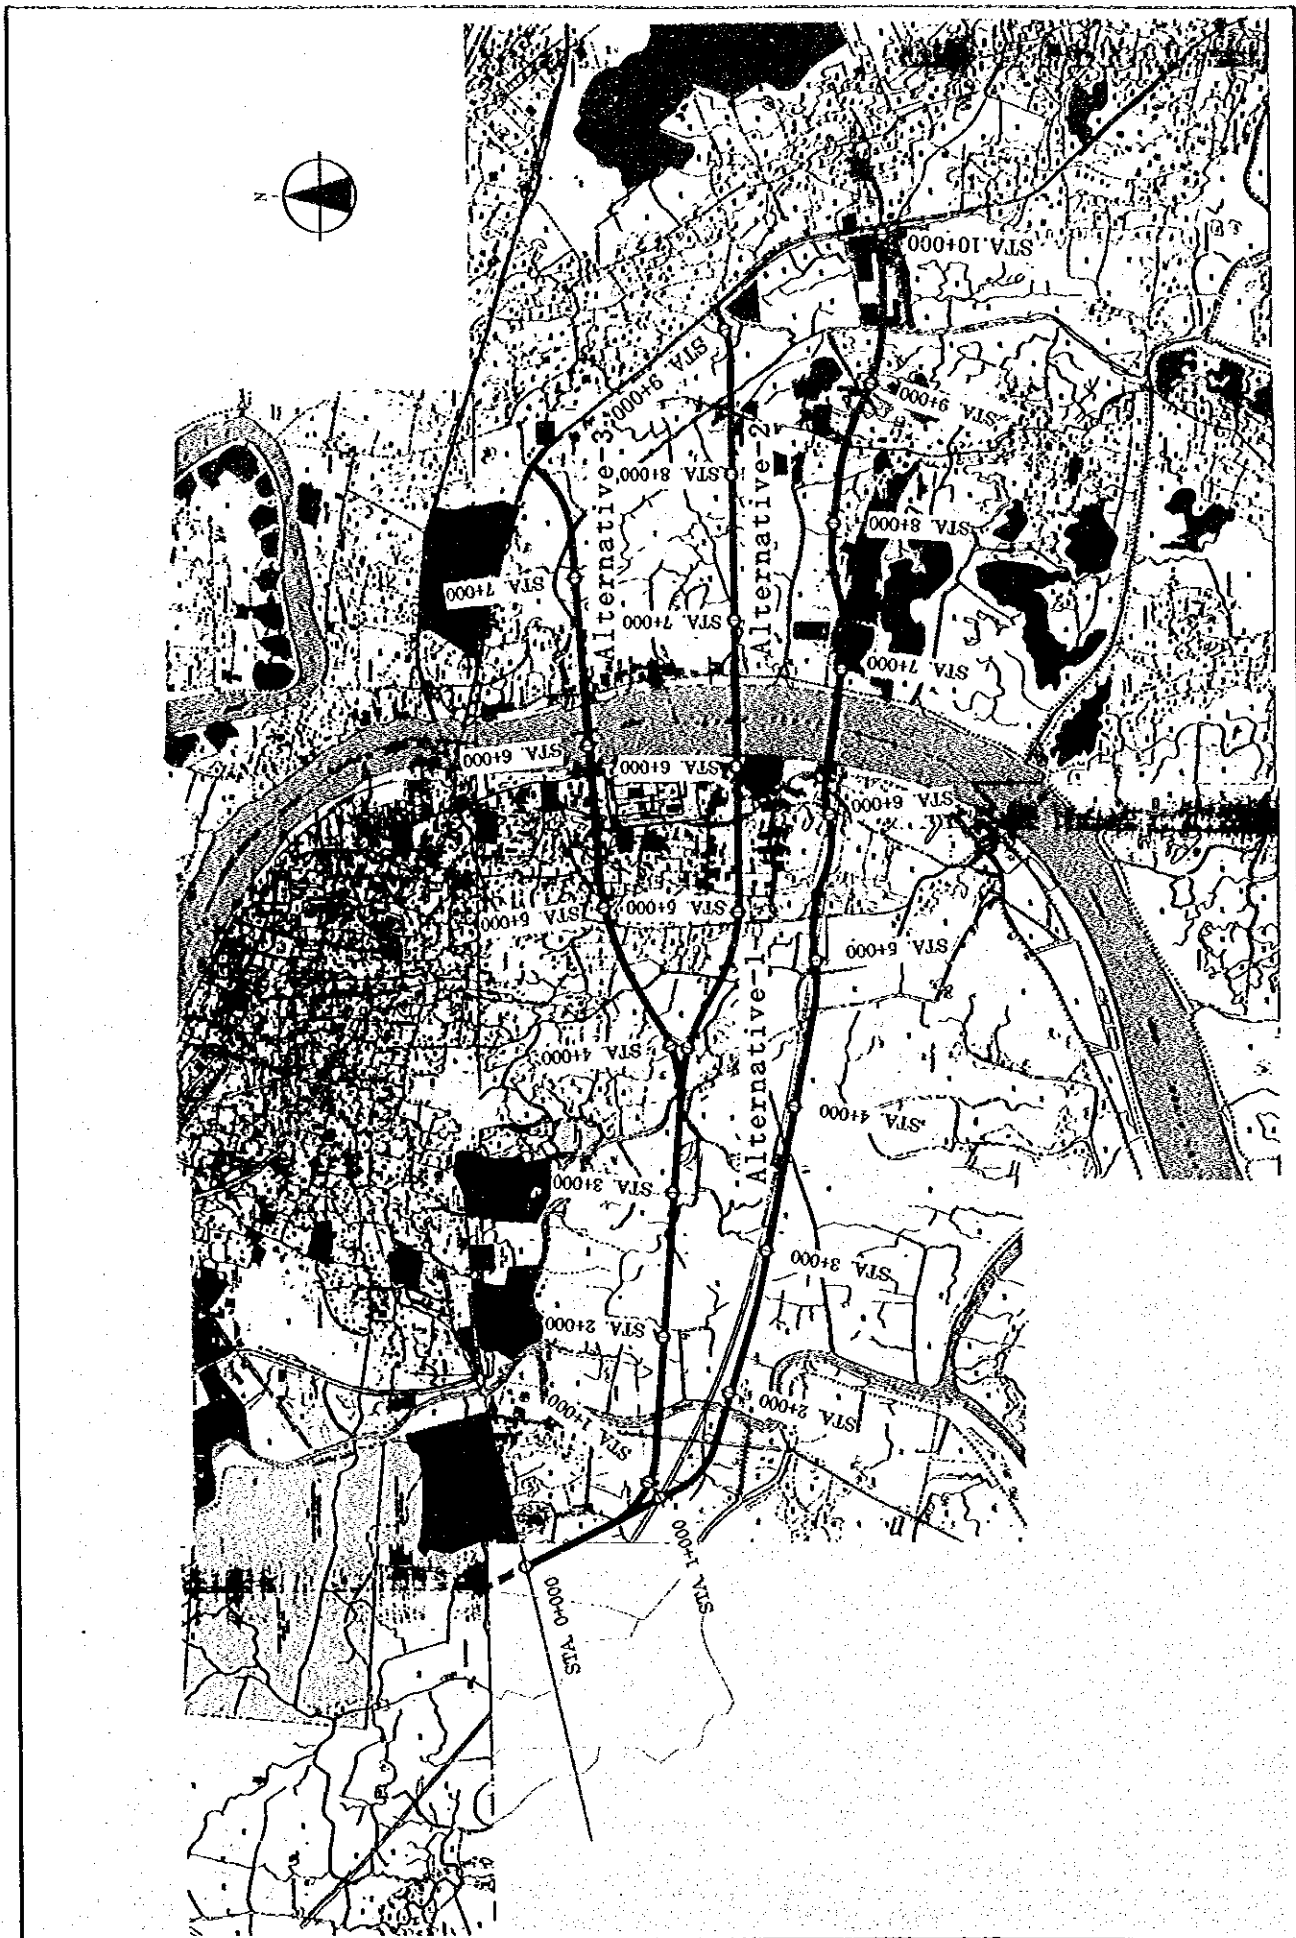 N
STA. 10+000
STA. 9+000
Alternative-3
STA. 8+000
Alternative-2
STA. 9+000
STA. 8+000
STA. 7+000
STA. 7+000
STA. 7+000
STA. 6+000
STA. 6+000
STA. 6+000
STA. 5+000
STA. 5+000
STA. 5+000
Alternative-1
STA. 4+000
STA. 4+000
STA. 3+000
STA. 3+000
STA. 2+000
STA. 2+000
STA. 1+000
STA. 1+000
STA. 0+000